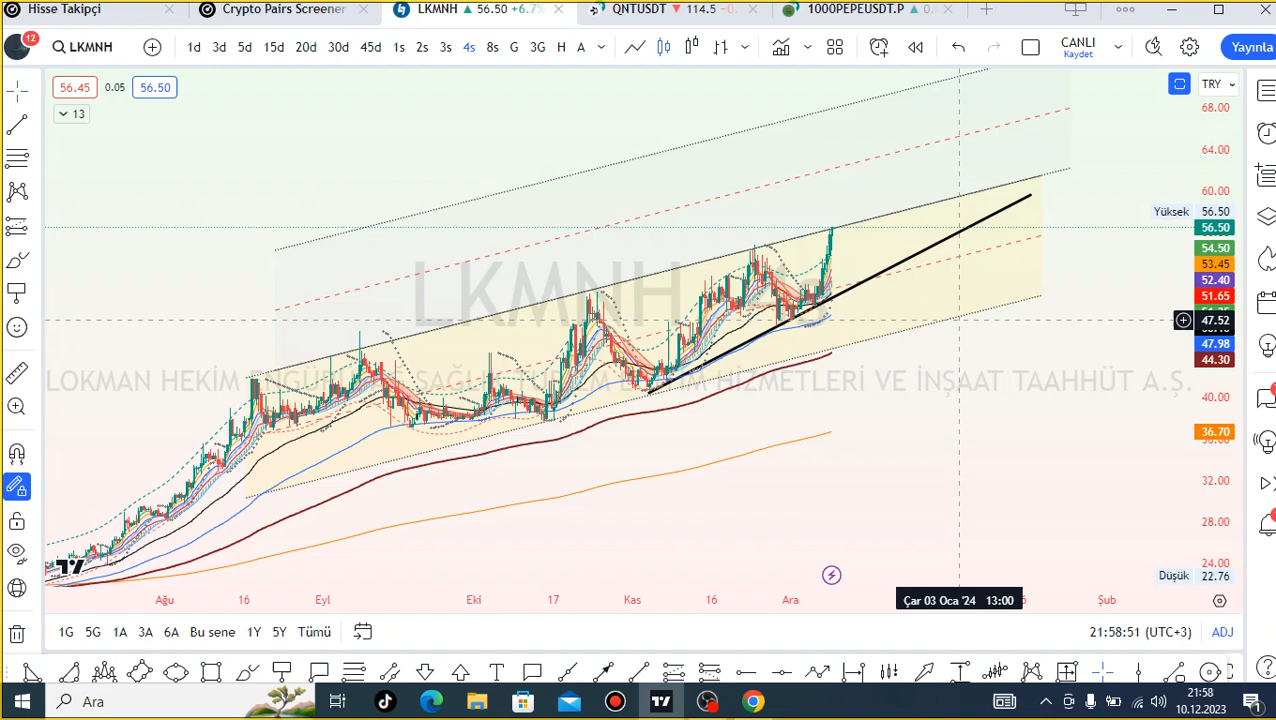 Hisse Takipçi
Crypto Pairs Screener
LKMNH ▲ 56.50 +6.7
QNTUSDT ▼ 114.5
1000PEPEUSDT.P ▲ 0.
12 LKMNH 1d 3d 5d 15d 20d 30d 45d 1s 2s 3s 4s 8s G 3G H A
CANLI
Kaydet
Yayınla
56.45 0.05 56.50
TRY
13
68.00
64.00
60.00
Yüksek 56.50
56.50
54.50
53.45
52.40
51.65
47.52
47.98
44.30
40.00
36.70
36.00
32.00
28.00
24.00
Düşük 22.76
LKMNH
LOKMAN HEKİM
VE İNŞAAT TAAHHÜT A.Ş.
Ağu 16 Eyl Eki 17 Kas 16 Ara Çar 03 Oca '24 13:00 Şub
1G 5G 1A 3A 6A Bu sene 1Y 5Y Tümü
21:58:51 (UTC+3) ADJ
Ara
21:58
10.12.2023
1